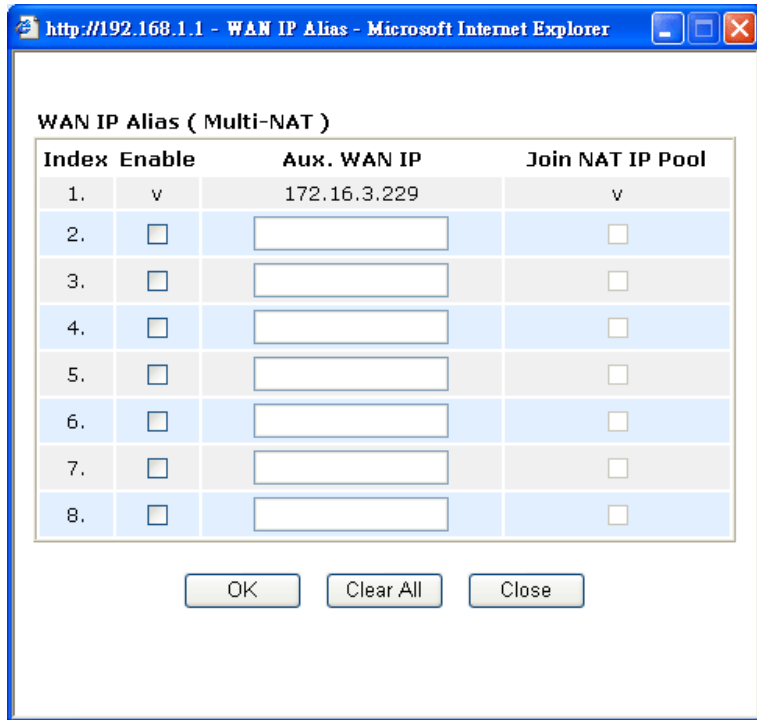 http://192.168.1.1 - WAN IP Alias - Microsoft Internet Explorer
WAN IP Alias ( Multi-NAT )
Index Enable Aux. WAN IP Join NAT IP Pool
1. v 172.16.3.229 v
2.
3.
4.
5.
6.
7.
8.
OK Clear All Close